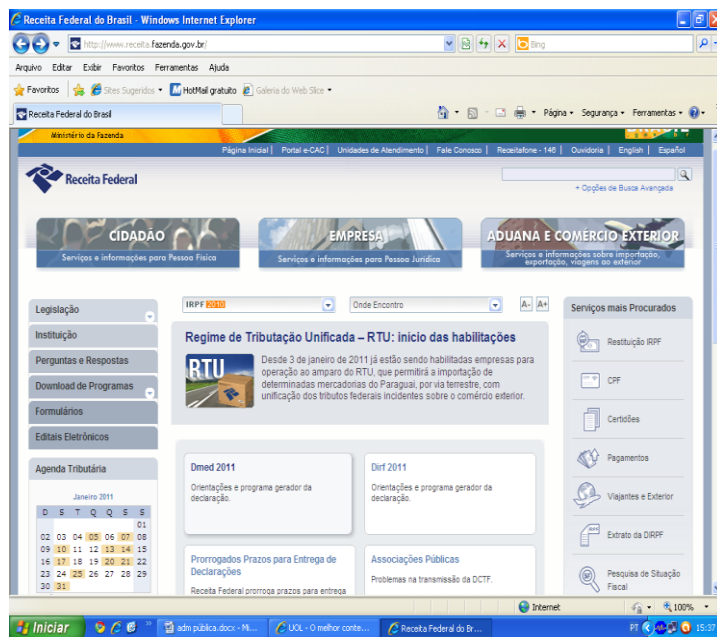 Receita Federal do Brasil - Windows Internet Explorer
http://www.receita.fazenda.gov.br/
Bing
Arquivo Editar Exibir Favoritos Ferramentas Ajuda
Favoritos Sites Sugeridos HotMail gratuito Galeria do Web Slice
Receita Federal do Brasil
Página Segurança Ferramentas
Ministério da Fazenda
Página Inicial | Portal e-CAC | Unidades de Atendimento | Fale Conosco | Receitafone - 146 | Ouvidoria | English | Español
Receita Federal
+ Opções de Busca Avançada
CIDADÃO
Serviços e informações para Pessoa Física
EMPRESA
Serviços e informações para Pessoa Jurídica
ADUANA E COMÉRCIO EXTERIOR
Serviços e informações sobre importação,
exportação, viagens ao exterior
Legislação
Instituição
Perguntas e Respostas
Download de Programas
Formulários
Editais Eletrônicos
Agenda Tributária
Janeiro 2011
D S T Q Q S S
01
02 03 04 05 06 07 08
09 10 11 12 13 14 15
16 17 18 19 20 21 22
23 24 25 26 27 28 29
30 31
IRPF 2010
Onde Encontro
A- A+
Regime de Tributação Unificada – RTU: inicio das habilitações
RTU
Desde 3 de janeiro de 2011 já estão sendo habilitadas empresas para
operação ao amparo do RTU, que permitirá a importação de
determinadas mercadorias do Paraguai, por via terrestre, com
unificação dos tributos federais incidentes sobre o comércio exterior.
Dmed 2011
Orientações e programa gerador da
declaração.
Dirf 2011
Orientações e programa gerador da
declaração.
Prorrogados Prazos para Entrega de
Declarações
Receita Federal prorroga prazos para entrega
Associações Públicas
Problemas na transmissão da DCTF.
Serviços mais Procurados
Restituição IRPF
CPF
Certidões
Pagamentos
Viajantes e Exterior
Extrato da DIRPF
Pesquisa de Situação
Fiscal
Internet
100%
Iniciar
adm pública.docx - Mi...
UOL - O melhor conte...
Receita Federal do Br...
PT
15:37